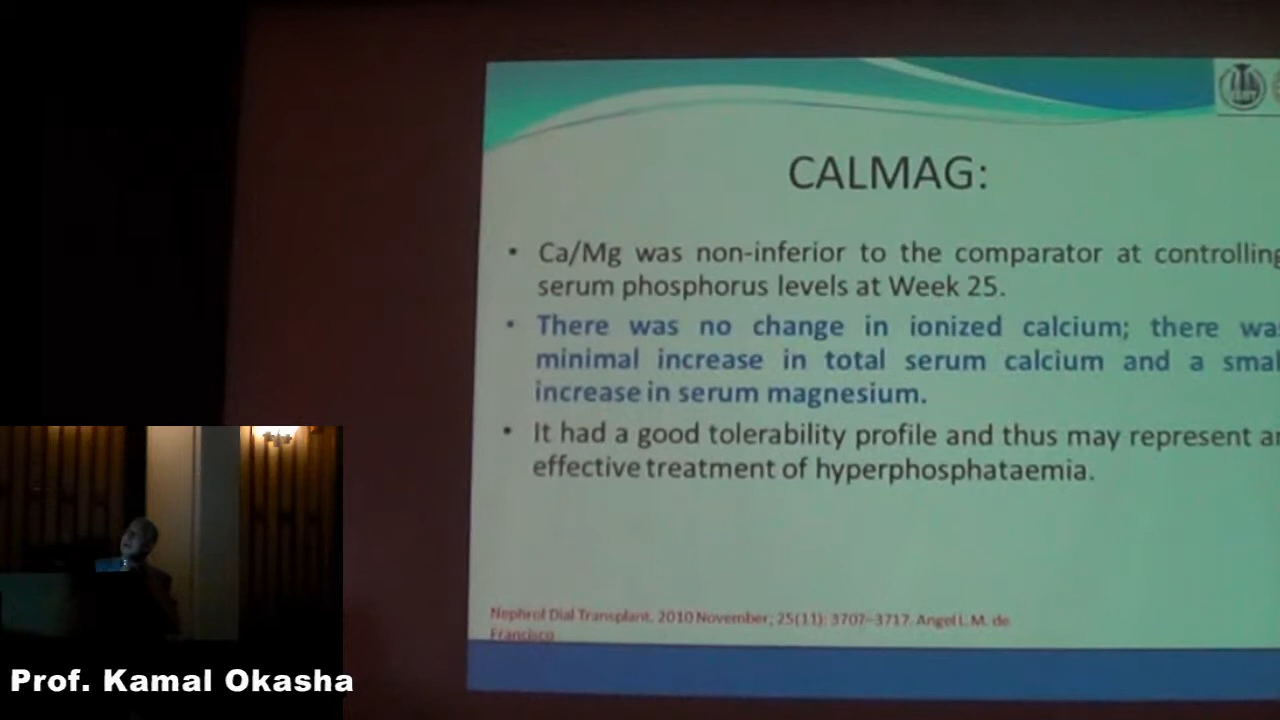 CALMAG:
• Ca/Mg was non-inferior to the comparator at controlling
serum phosphorus levels at Week 25.
• There was no change in ionized calcium; there was
minimal increase in total serum calcium and a small
increase in serum magnesium.
• It had a good tolerability profile and thus may represent an
effective treatment of hyperphosphataemia.
Nephrol Dial Transplant. 2010 November; 25(11): 3707–3717. Angel L.M. de
Francisco
Prof. Kamal Okasha